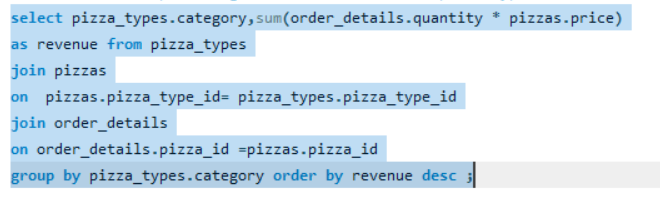 select pizza_types.category,sum(order_details.quantity * pizzas.price)
as revenue from pizza_types
join pizzas
on  pizzas.pizza_type_id= pizza_types.pizza_type_id
join order_details
on order_details.pizza_id =pizzas.pizza_id
group by pizza_types.category order by revenue desc ;